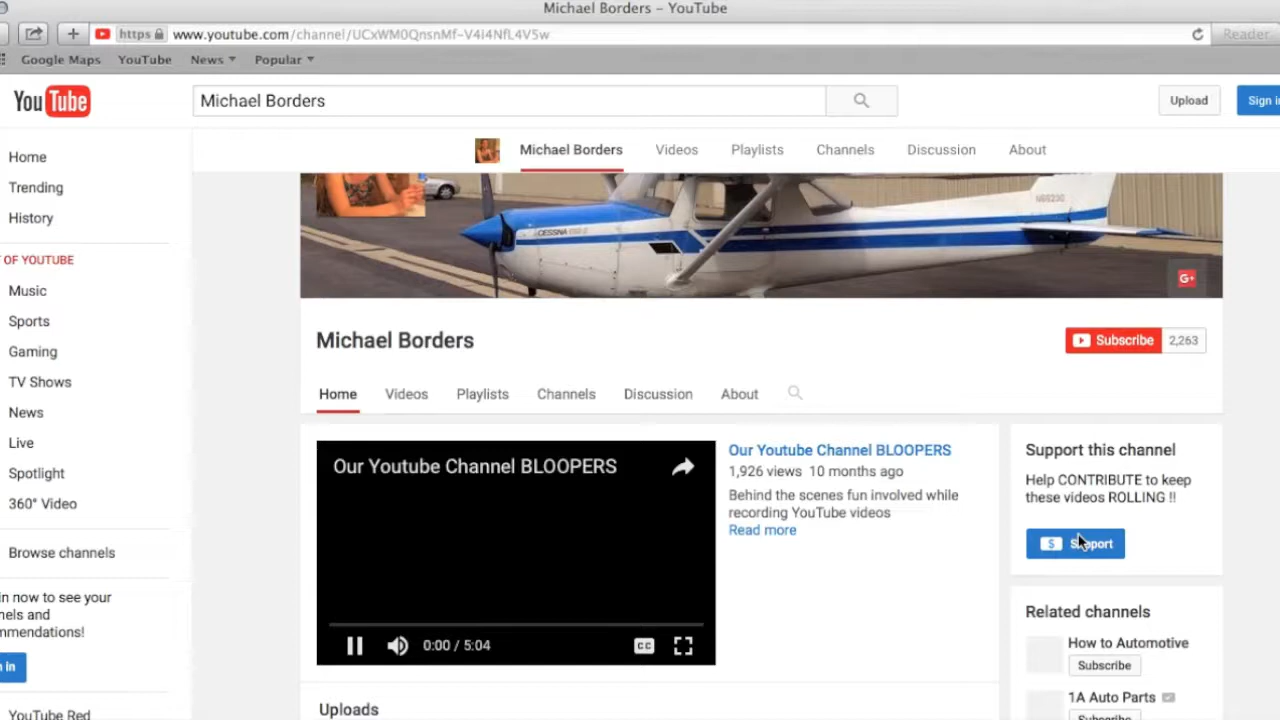 Michael Borders – YouTube
https www.youtube.com/channel/UCxWM0QnsnMf-V4i4NfL4V5w
Reader
Google Maps YouTube News Popular
YouTube
Michael Borders
Upload
Sign in
Michael Borders Videos Playlists Channels Discussion About
Home
Trending
History
OF YOUTUBE
Music
Sports
Gaming
TV Shows
News
Live
Spotlight
360° Video
Browse channels
in now to see your
nels and
mmendations!
in
YouTube Red
CESSNA
G+
Michael Borders
Subscribe 2,263
Home Videos Playlists Channels Discussion About
Our Youtube Channel BLOOPERS
0:00 / 5:04
CC
Our Youtube Channel BLOOPERS
1,926 views 10 months ago
Behind the scenes fun involved while
recording YouTube videos
Read more
Uploads
Support this channel
Help CONTRIBUTE to keep
these videos ROLLING !!
$ Support
Related channels
How to Automotive
Subscribe
1A Auto Parts
Subscribe